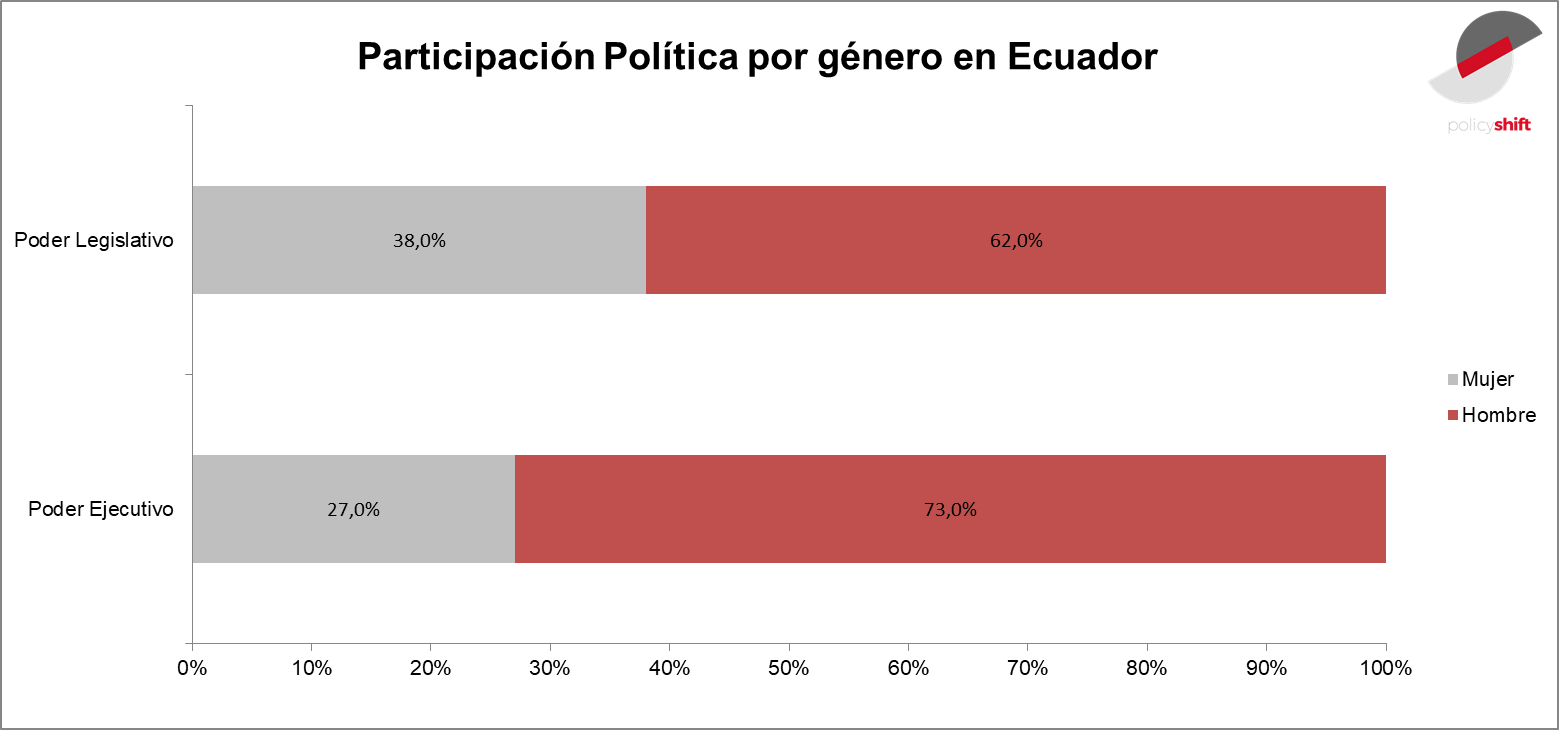 Participación Política por género en Ecuador
policyshift
Poder Legislativo
38,0%
62,0%
Mujer
Hombre
Poder Ejecutivo
27,0%
73,0%
0%
10%
20%
30%
40%
50%
60%
70%
80%
90%
100%